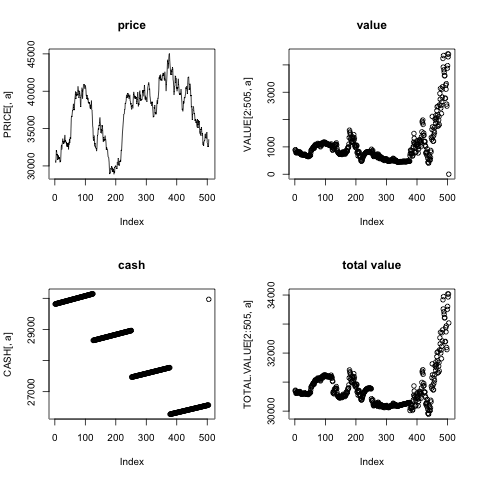 price
PRICE[, a]
30000 35000 40000 45000
0 100 200 300 400 500
Index
value
VALUE[2:505, a]
0 1000 3000
0 100 200 300 400 500
Index
cash
CASH[, a]
27000 29000
0 100 200 300 400 500
Index
total value
TOTAL.VALUE[2:505, a]
30000 32000 34000
0 100 200 300 400 500
Index